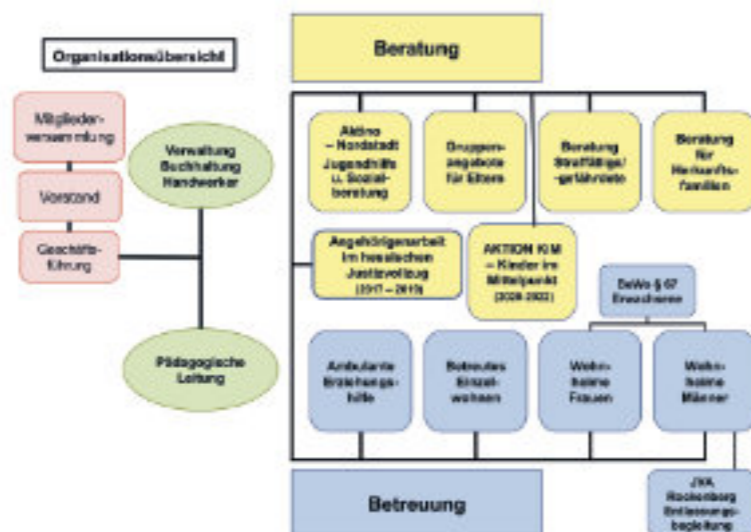 Organisationsübersicht
Beratung
Mitglieder-
versammlung
Vorstand
Geschäfts-
führung
Verwaltung
Buchhaltung
Handwerker
Pädagogische
Leitung
– Nordstadt
Jugendhilfe
u. Sozial-
beratung
Gruppen-
angebote
für Eltern
Beratung
Straffällige/
-gefährdete
Beratung
für
Herkunfts-
familien
Angehörigenarbeit
im hessischen
Justizvollzug
(2017 – 2019)
AKTION KIM
– Kinder im
Mittelpunkt
(2020-2022)
BeWo § 67
Erwachsene
Ambulante
Erziehungs-
hilfe
Betreutes
Einzel-
wohnen
Wohn-
heime
Frauen
Wohn-
heime
Männer
Betreuung
JVA
Rockenberg
Entlassungs-
begleitung